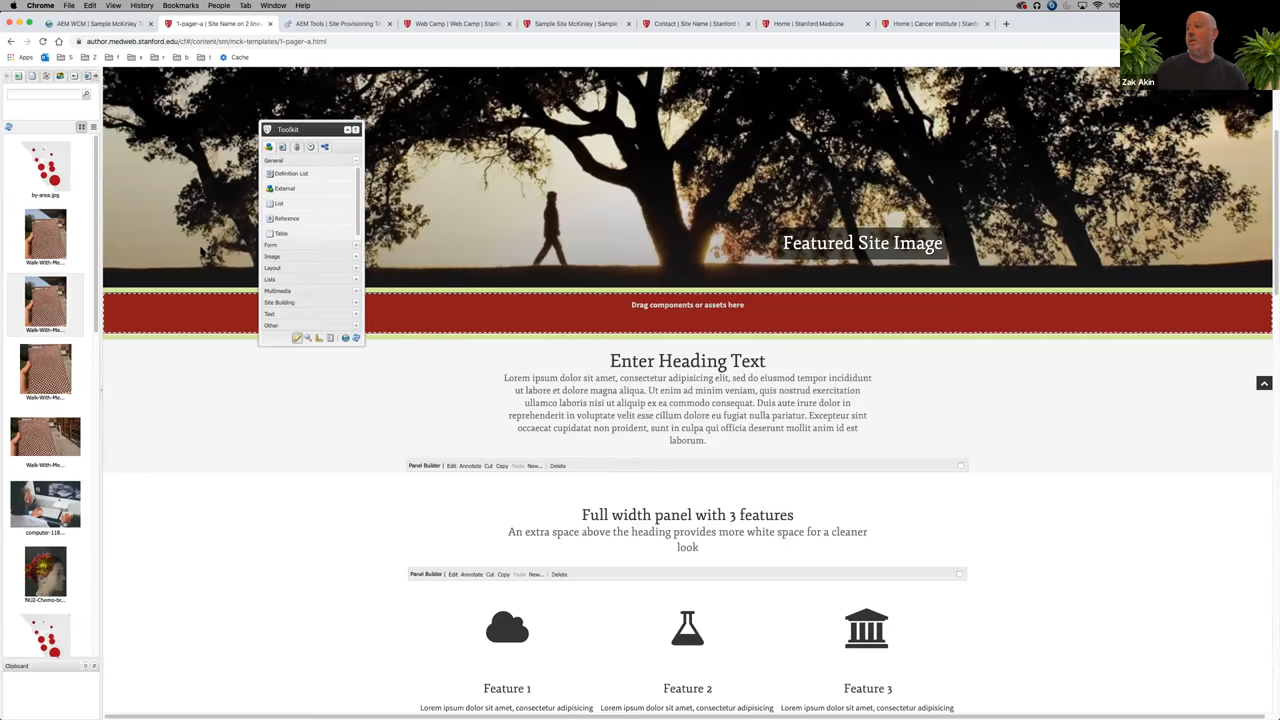 Chrome File Edit View History Bookmarks People Tab Window Help
AEM WCM | Sample McKinley T
1-pager-a | Site Name on 2 lines
AEM Tools | Site Provisioning To
Web Camp | Web Camp | Stanf
Sample Site McKinley | Sample
Contact | Site Name | Stanford M
Home | Stanford Medicine
Home | Cancer Institute | Stanfo
author.medweb.stanford.edu/cf#/content/sm/mck-templates/1-pager-a.html
Apps S Z f x r b t Cache
Zak Akin
by-area.jpg
Walk-With-Me...
Walk-With-Me...
Walk-With-Me...
Walk-With-Me...
computer-118...
NU2-Chemo-br...
Clipboard
Toolkit
General
Definition List
External
List
Reference
Table
Form
Image
Layout
Lists
Multimedia
Site Building
Text
Other
Featured Site Image
Drag components or assets here
Enter Heading Text
Lorem ipsum dolor sit amet, consectetur adipisicing elit, sed do eiusmod tempor incididunt
ut labore et dolore magna aliqua. Ut enim ad minim veniam, quis nostrud exercitation
ullamco laboris nisi ut aliquip ex ea commodo consequat. Duis aute irure dolor in
reprehenderit in voluptate velit esse cillum dolore eu fugiat nulla pariatur. Excepteur sint
occaecat cupidatat non proident, sunt in culpa qui officia deserunt mollit anim id est
laborum.
Panel Builder | Edit Annotate Cut Copy Paste New... | Delete
Full width panel with 3 features
An extra space above the heading provides more white space for a cleaner
look
Panel Builder | Edit Annotate Cut Copy Paste New... | Delete
Feature 1 Feature 2 Feature 3
Lorem ipsum dolor sit amet, consectetur adipisicing Lorem ipsum dolor sit amet, consectetur adipisicing Lorem ipsum dolor sit amet, consectetur adipisicing